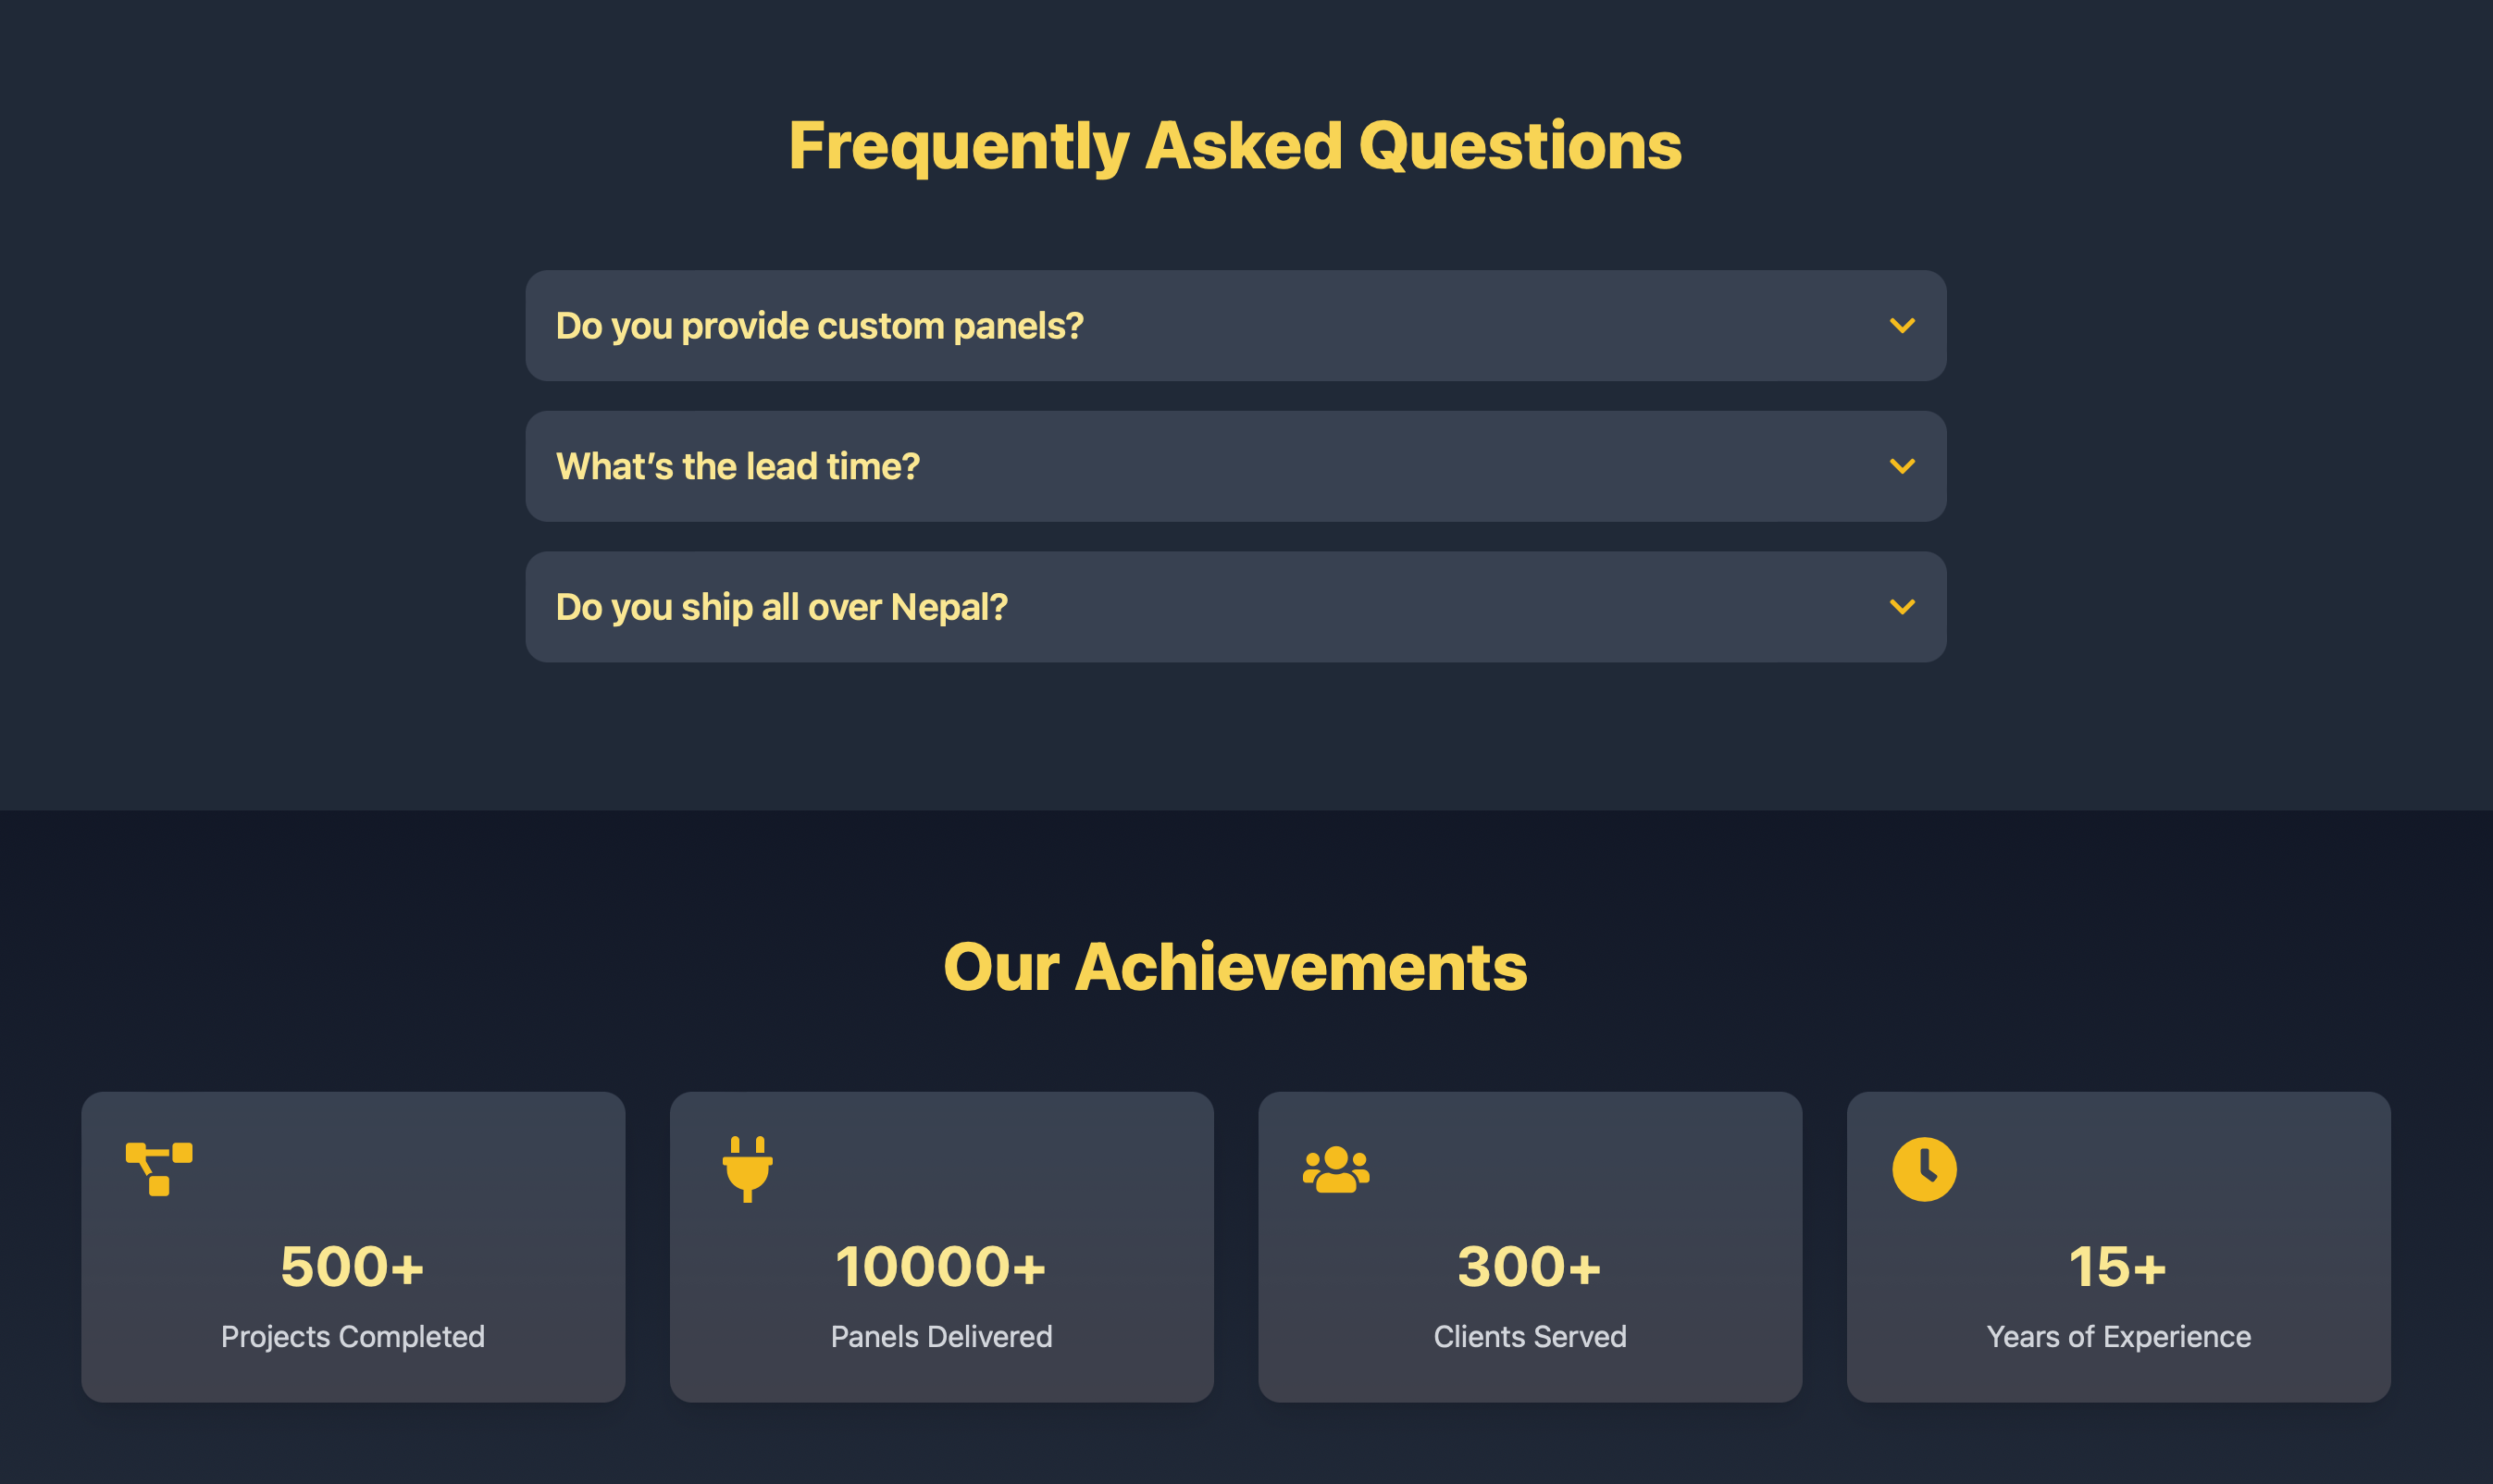 Frequently Asked Questions
Do you provide custom panels?
What’s the lead time?
Do you ship all over Nepal?
Our Achievements
500+
Projects Completed
10000+
Panels Delivered
300+
Clients Served
15+
Years of Experience